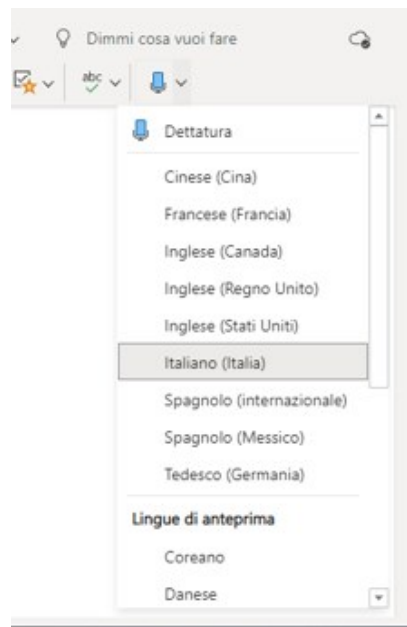 Dimmi cosa vuoi fare
abc
Dettatura
Cinese (Cina)
Francese (Francia)
Inglese (Canada)
Inglese (Regno Unito)
Inglese (Stati Uniti)
Italiano (Italia)
Spagnolo (internazionale)
Spagnolo (Messico)
Tedesco (Germania)
Lingue di anteprima
Coreano
Danese